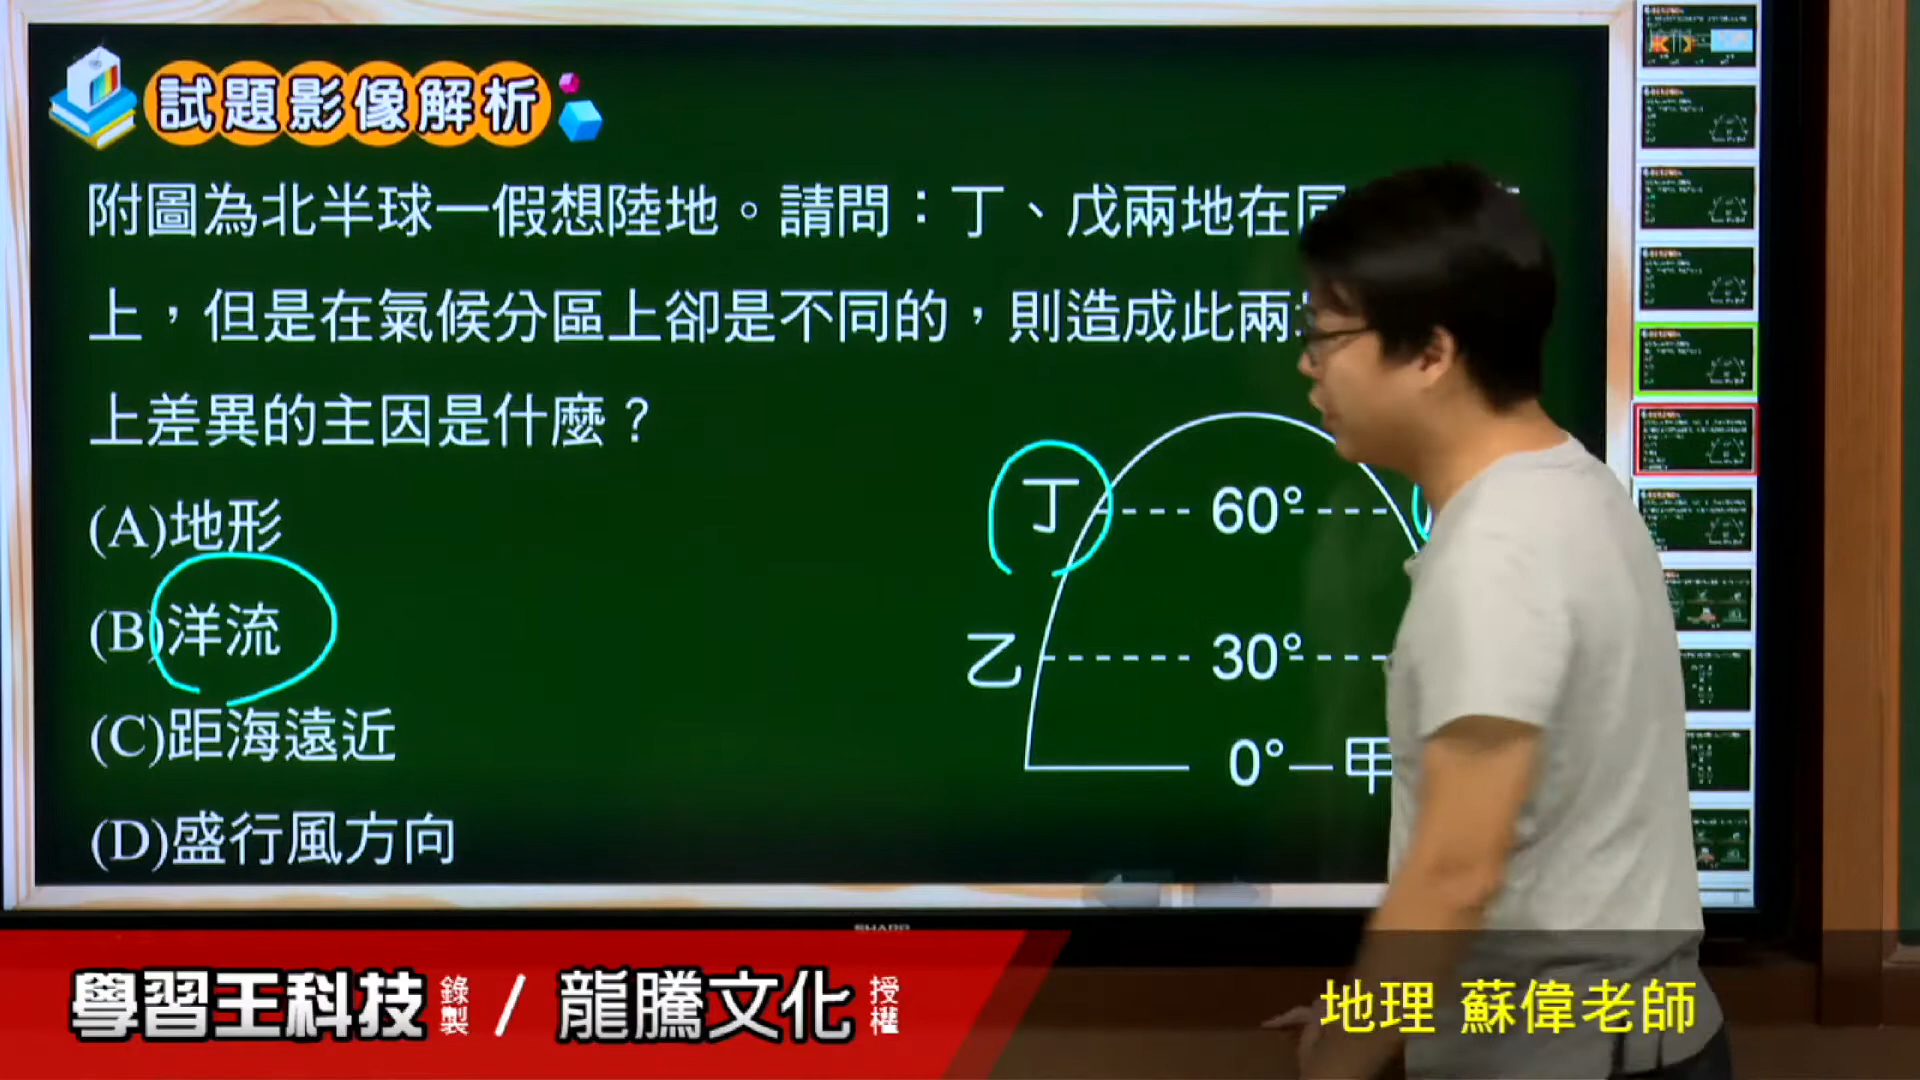 試題影像解析
附圖為北半球一假想陸地。請問：丁、戊兩地在同
上，但是在氣候分區上卻是不同的，則造成此兩
上差異的主因是什麼？
(A)地形
(B)洋流
(C)距海遠近
(D)盛行風方向
丁 60°
乙 30°
0° 甲
SHARP
學習王科技 錄製 / 龍騰文化 授權
地理 蘇偉老師